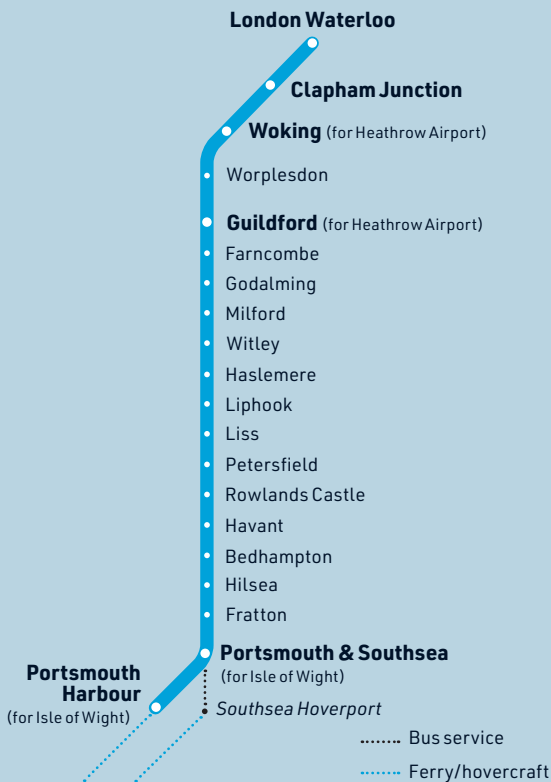 London Waterloo
Clapham Junction
Woking (for Heathrow Airport)
Worplesdon
Guildford (for Heathrow Airport)
Farncombe
Godalming
Milford
Witley
Haslemere
Liphook
Liss
Petersfield
Rowlands Castle
Havant
Bedhampton
Hilsea
Fratton
Portsmouth & Southsea
(for Isle of Wight)
Portsmouth
Harbour
(for Isle of Wight)
Southsea Hoverport
Bus service
Ferry/hovercraft